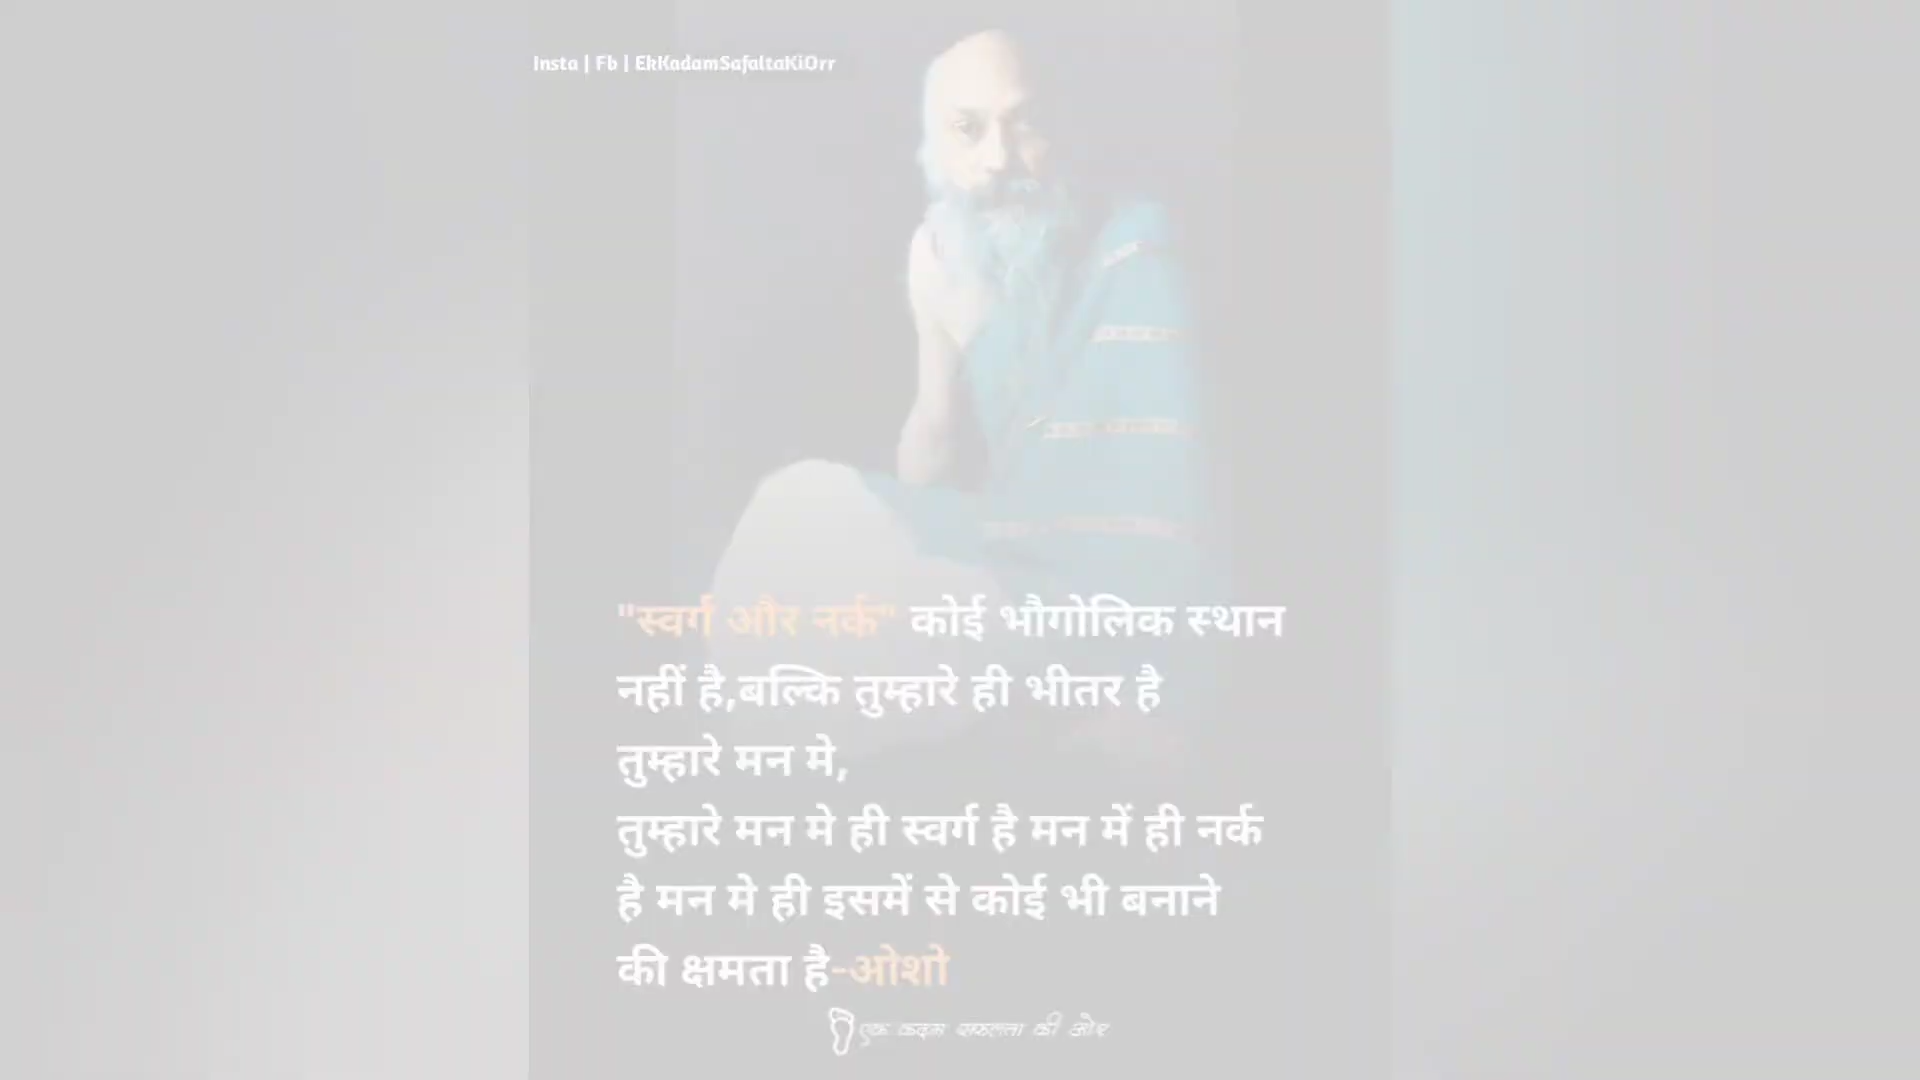 Insta | Fb | EkKadamSafaltaKiOrr
"स्वर्ग और नर्क" कोई भौगोलिक स्थान
नहीं है,बल्कि तुम्हारे ही भीतर है
तुम्हारे मन मे,
तुम्हारे मन मे ही स्वर्ग है मन में ही नर्क
है मन मे ही इसमें से कोई भी बनाने
की क्षमता है-ओशो
एक कदम सफलता की ओर